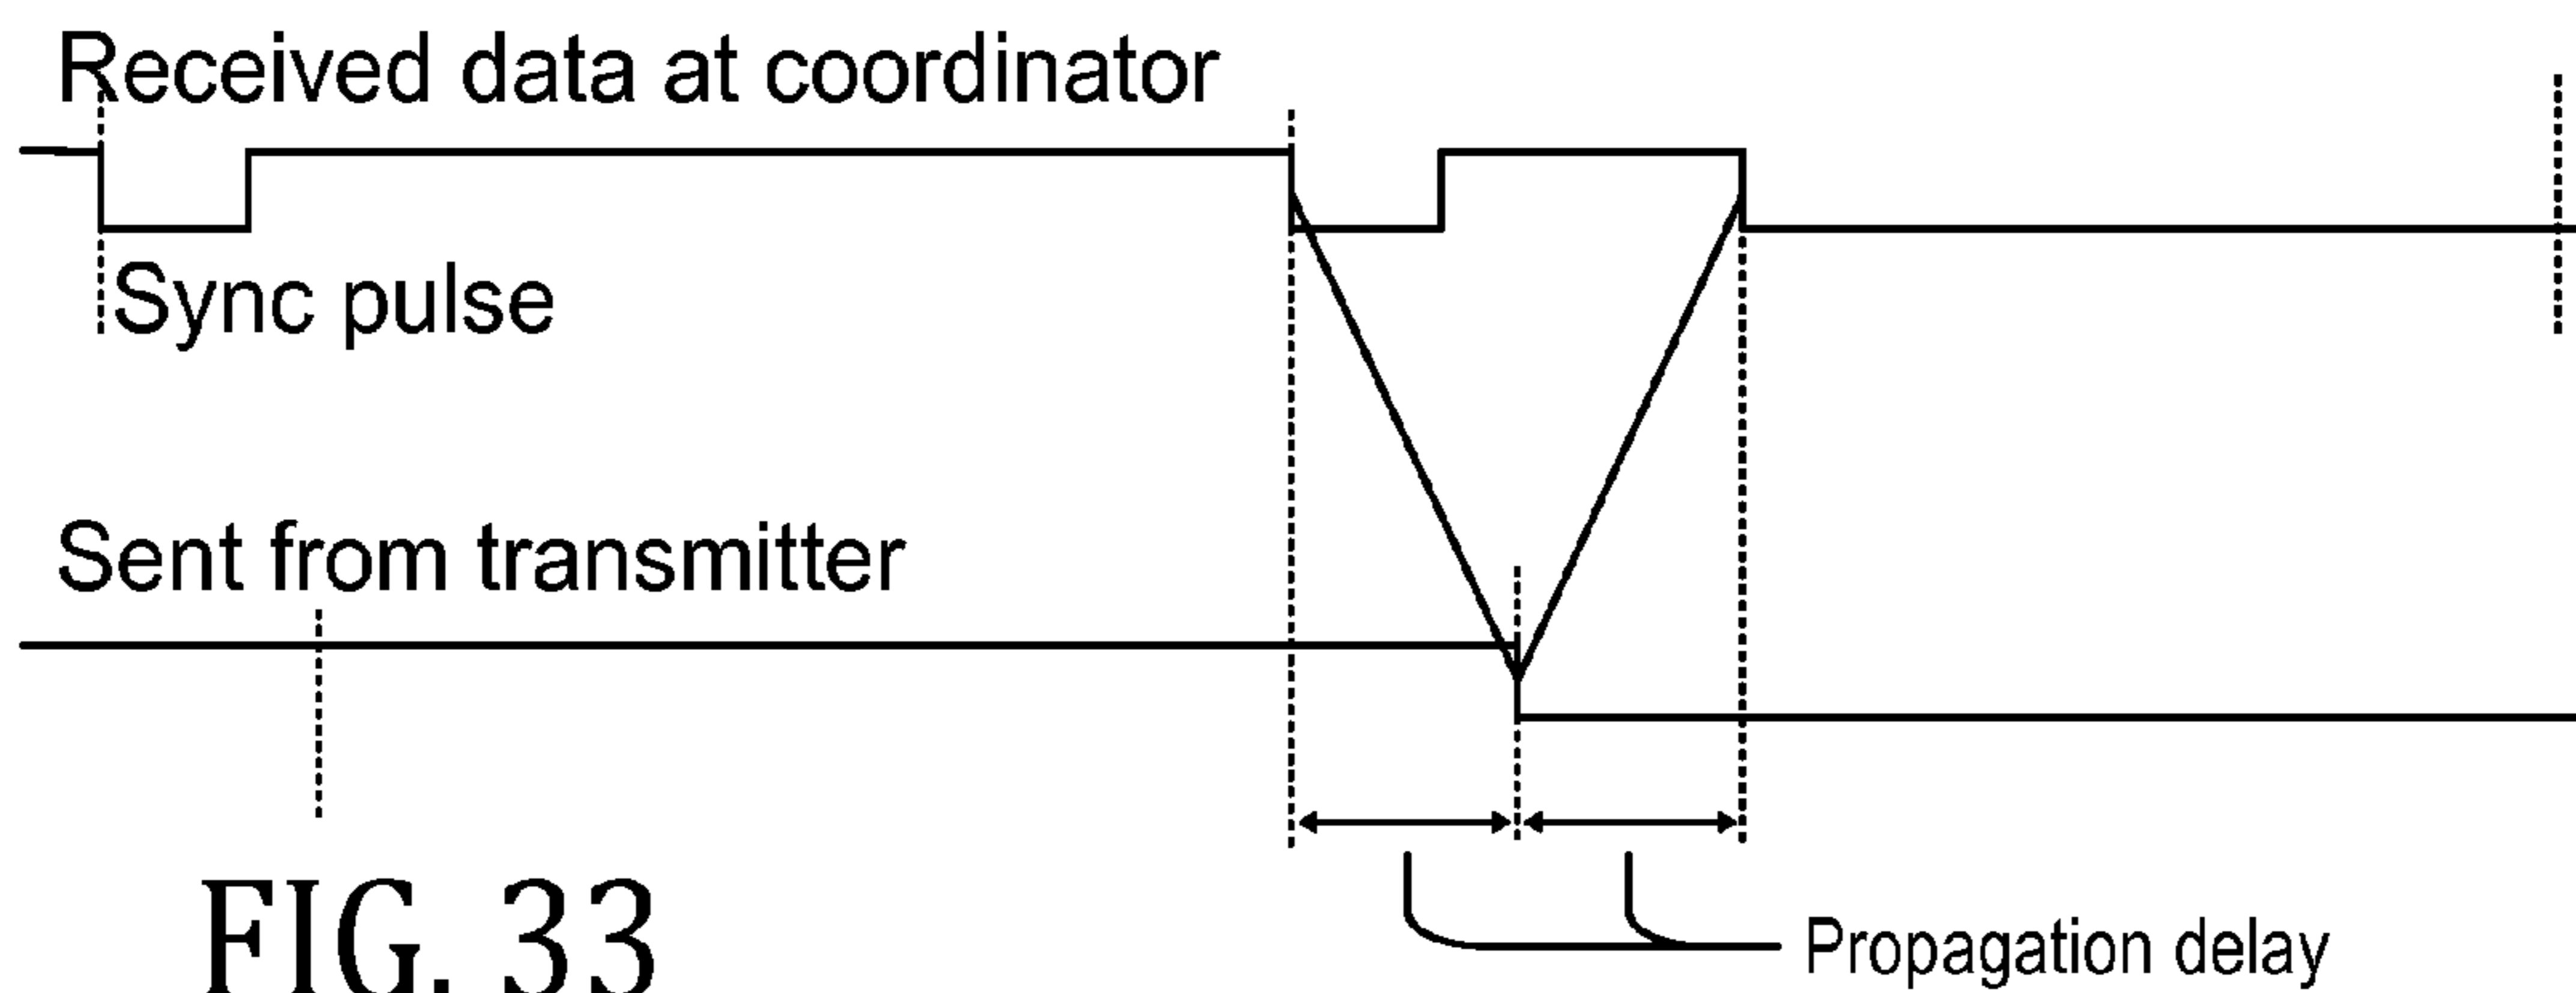 Received data at coordinator
Sync pulse
Sent from transmitter
Propagation delay
FIG. 33